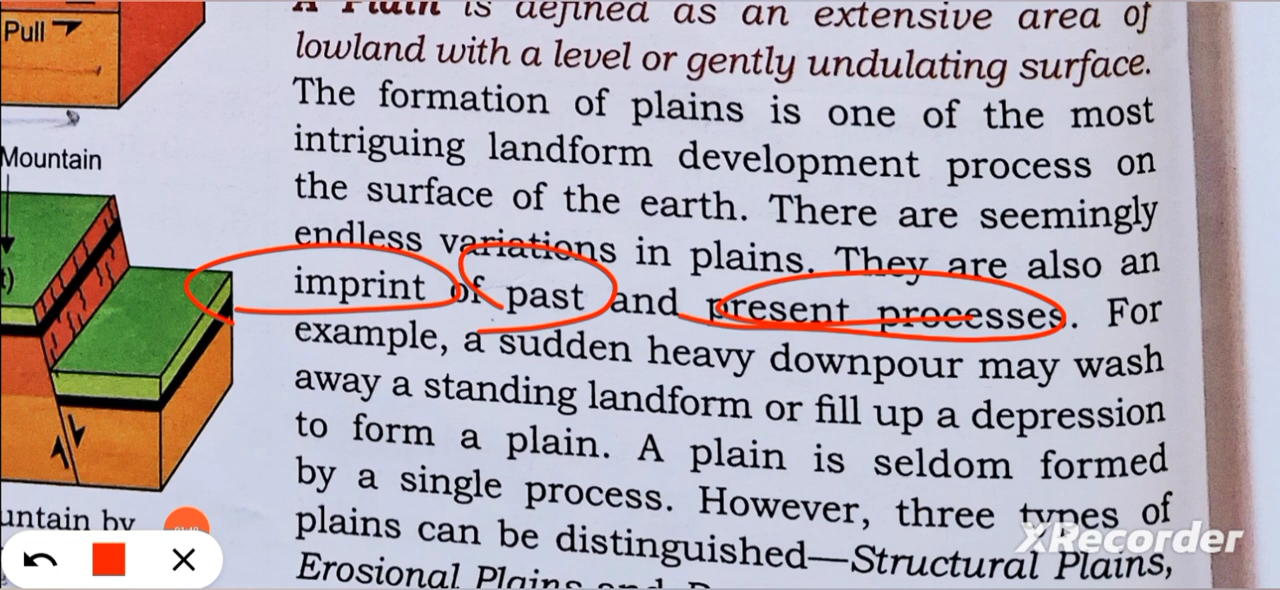 Pull
Mountain
t)
untain by
A Plain is defined as an extensive area of
lowland with a level or gently undulating surface.
The formation of plains is one of the most
intriguing landform development process on
the surface of the earth. There are seemingly
endless variations in plains. They are also an
imprint of past and present processes. For
example, a sudden heavy downpour may wash
away a standing landform or fill up a depression
to form a plain. A plain is seldom formed
by a single process. However, three types of
plains can be distinguished—Structural Plains,
Erosional Plains and
XRecorder